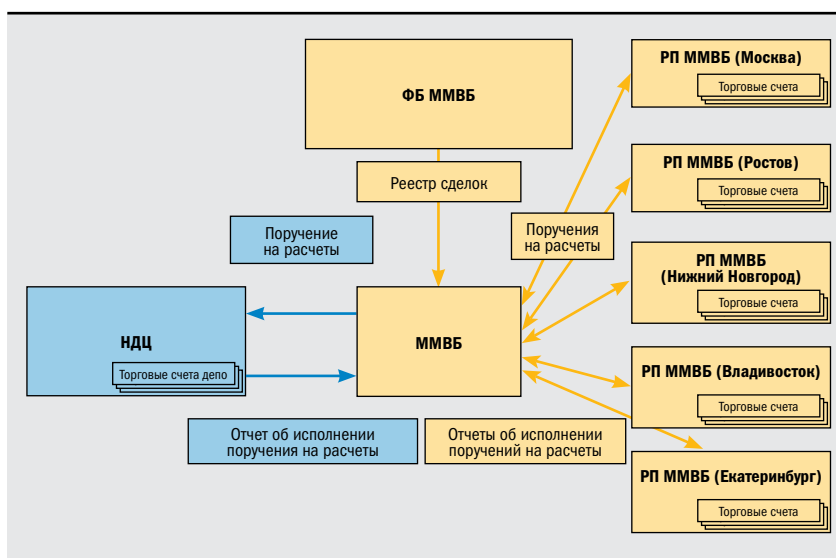 ФБ ММВБ
Реестр сделок
Поручение
на расчеты
Поручения
на расчеты
НДЦ
Торговые счета депо
ММВБ
Отчет об исполнении
поручения на расчеты
Отчеты об исполнении
поручений на расчеты
РП ММВБ (Москва)
Торговые счета
РП ММВБ (Ростов)
Торговые счета
РП ММВБ
(Нижний Новгород)
Торговые счета
РП ММВБ (Владивосток)
Торговые счета
РП ММВБ (Екатеринбург)
Торговые счета